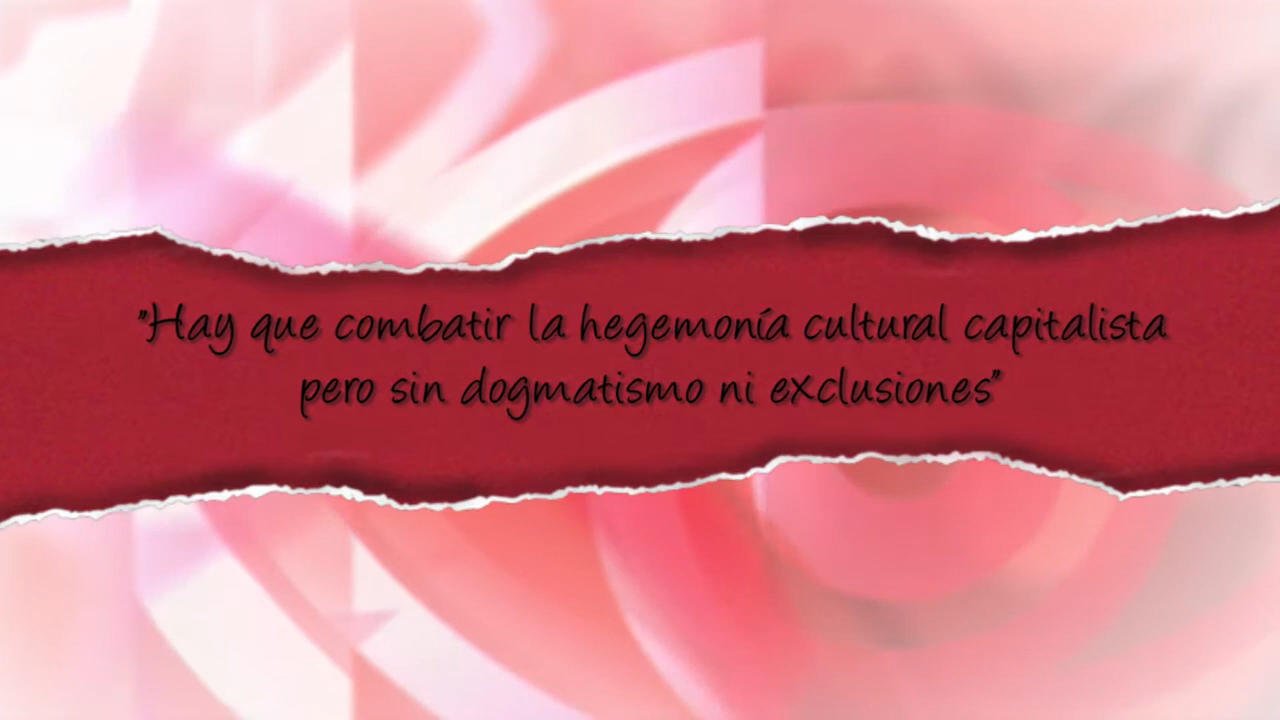 "Hay que combatir la hegemonía cultural capitalista
pero sin dogmatismo ni exclusiones"